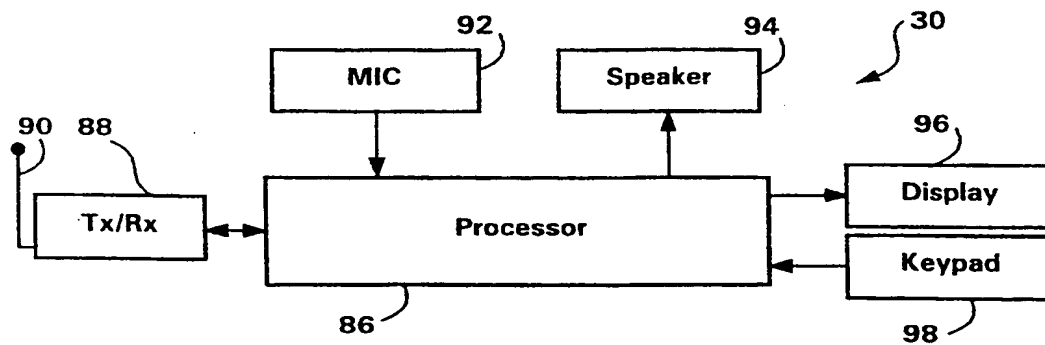 92
94
30
MIC
Speaker
90
88
96
Tx/Rx
Processor
Display
Keypad
86
98